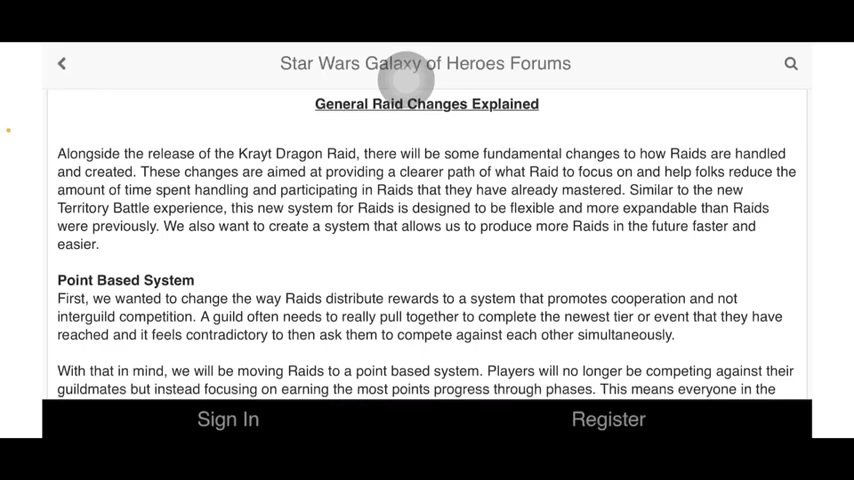 Star Wars Galaxy of Heroes Forums
General Raid Changes Explained
Alongside the release of the Krayt Dragon Raid, there will be some fundamental changes to how Raids are handled
and created. These changes are aimed at providing a clearer path of what Raid to focus on and help folks reduce the
amount of time spent handling and participating in Raids that they have already mastered. Similar to the new
Territory Battle experience, this new system for Raids is designed to be flexible and more expandable than Raids
were previously. We also want to create a system that allows us to produce more Raids in the future faster and
easier.
Point Based System
First, we wanted to change the way Raids distribute rewards to a system that promotes cooperation and not
interguild competition. A guild often needs to really pull together to complete the newest tier or event that they have
reached and it feels contradictory to then ask them to compete against each other simultaneously.
With that in mind, we will be moving Raids to a point based system. Players will no longer be competing against their
guildmates but instead focusing on earning the most points progress through phases. This means everyone in the
Sign In Register